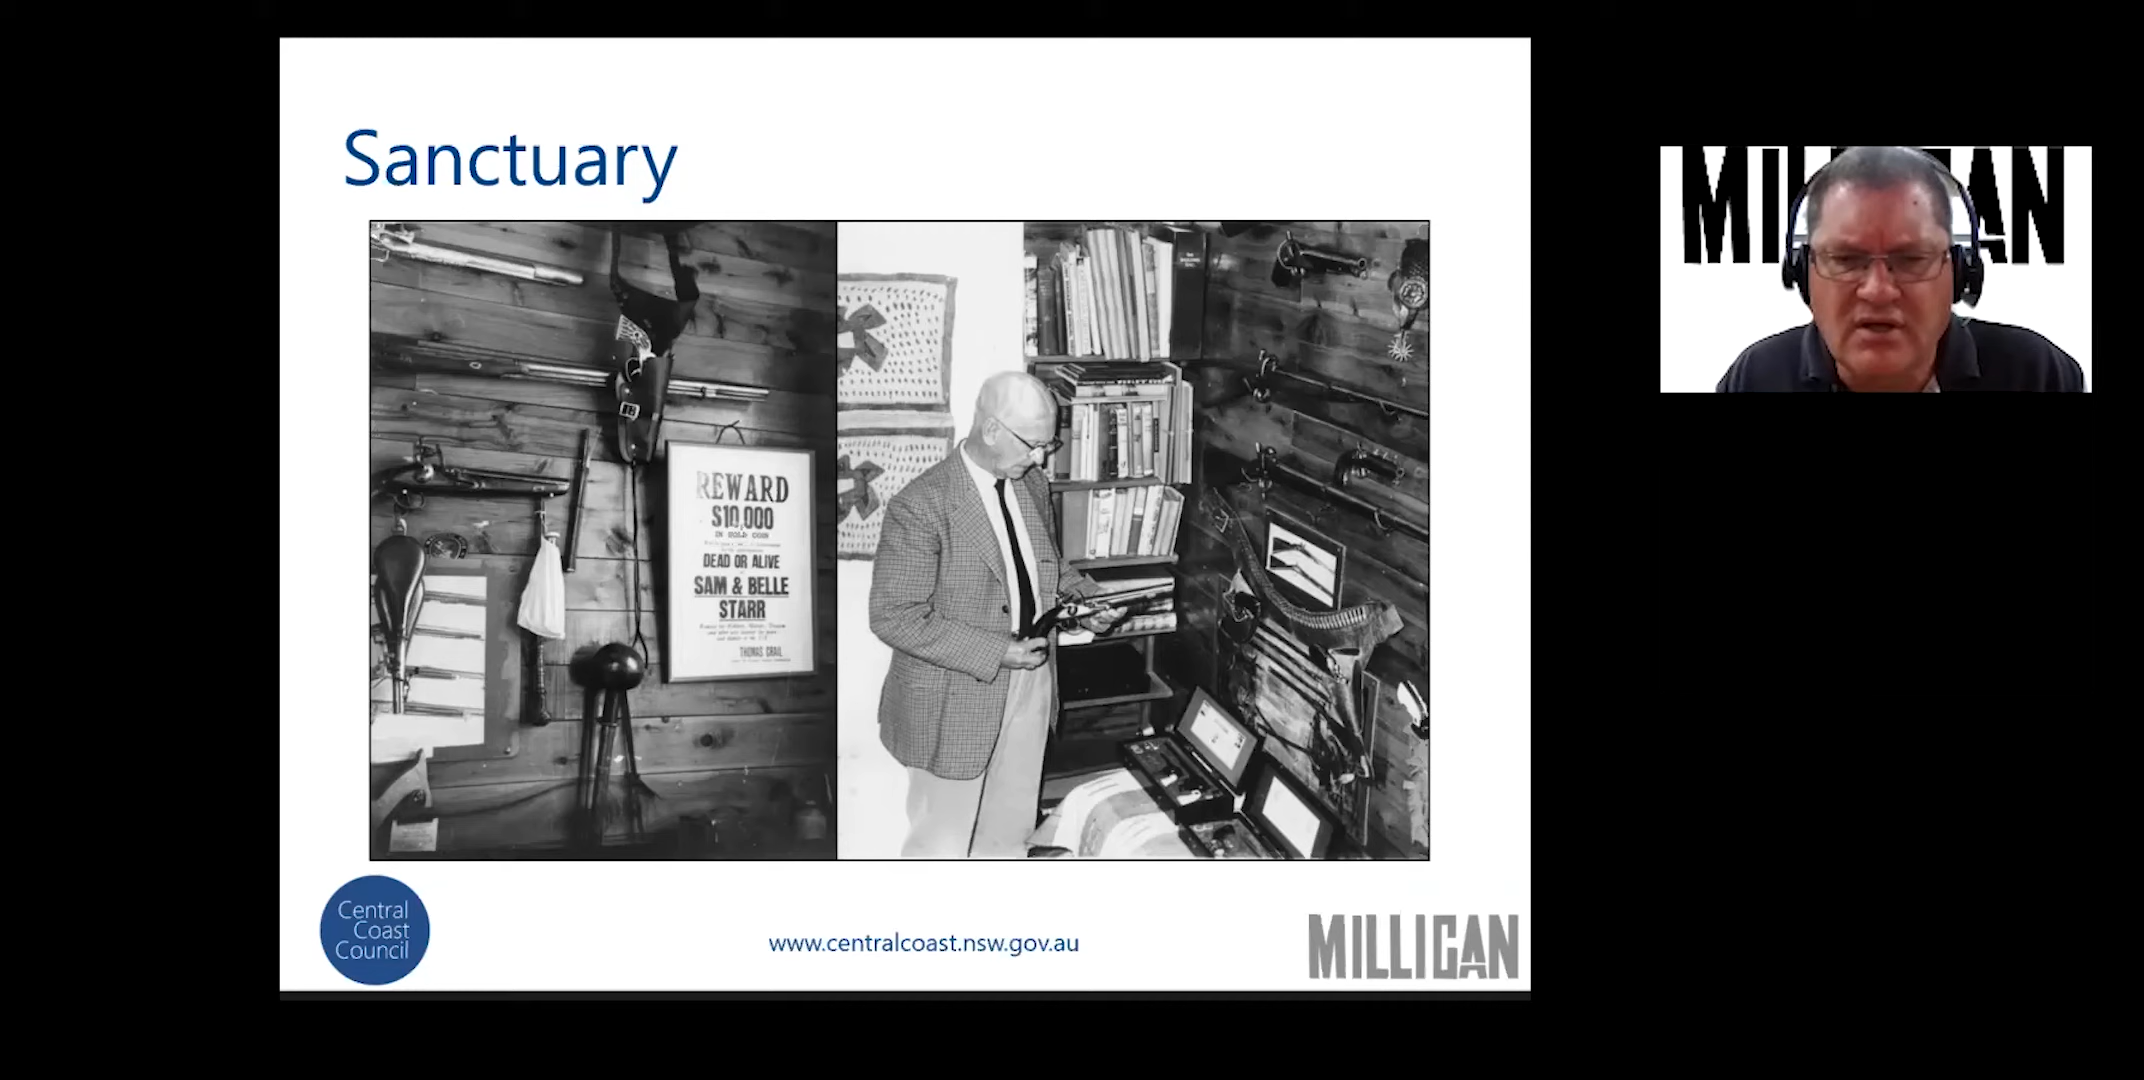 Sanctuary
REWARD
$10,000
IN GOLD COIN
DEAD OR ALIVE
SAM & BELLE
STARR
THOMAS CRAIL
Central
Coast
Council
www.centralcoast.nsw.gov.au
MILLIGAN